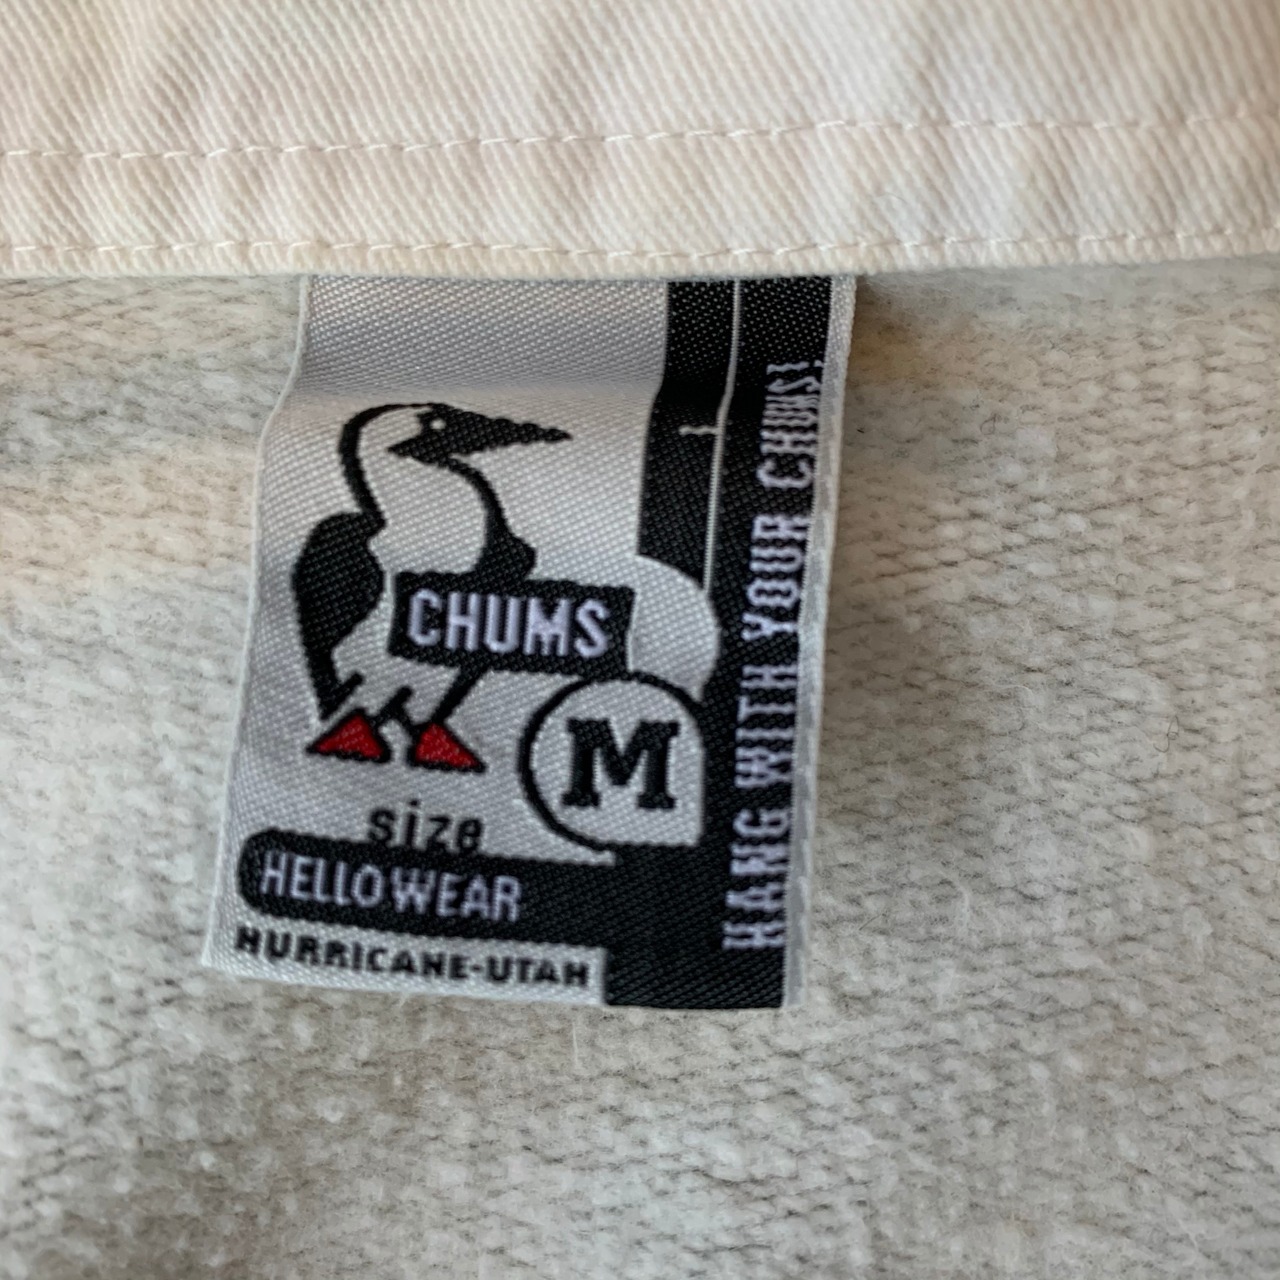 CHUMS
M
size
HELLO WEAR
HURRICANE-UTAH
HANG WITH YOUR CHUMS!